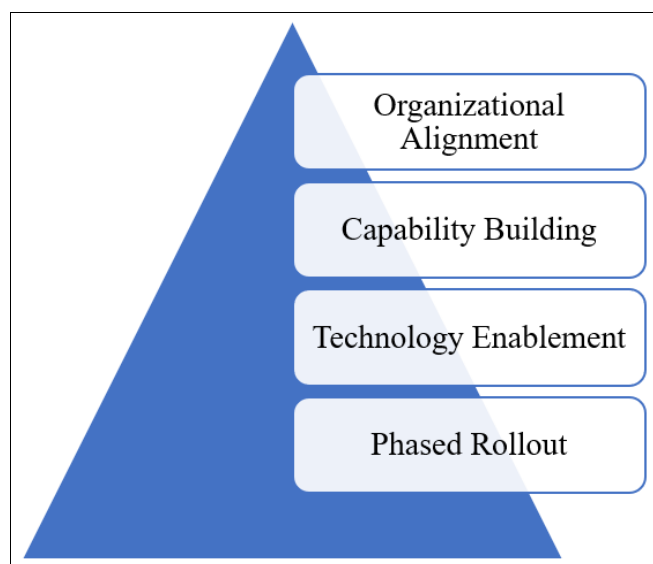 Organizational
Alignment
Capability Building
Technology Enablement
Phased Rollout